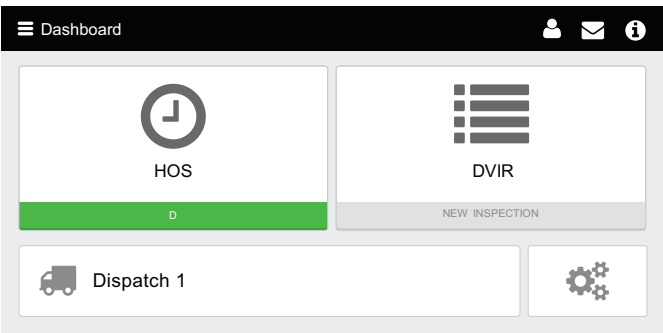 Dashboard
HOS
DVIR
D
NEW INSPECTION
Dispatch 1